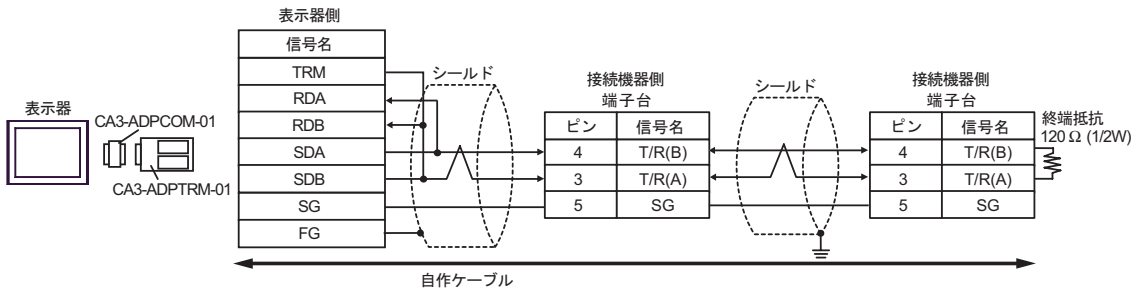 表示器
CA3-ADPCOM-01
CA3-ADPTRM-01
表示器側
信号名
TRM
RDA
RDB
SDA
SDB
SG
FG
シールド
接続機器側
端子台
ピン 信号名
4 T/R(B)
3 T/R(A)
5 SG
シールド
接続機器側
端子台
ピン 信号名
4 T/R(B)
3 T/R(A)
5 SG
終端抵抗
120 Ω (1/2W)
自作ケーブル